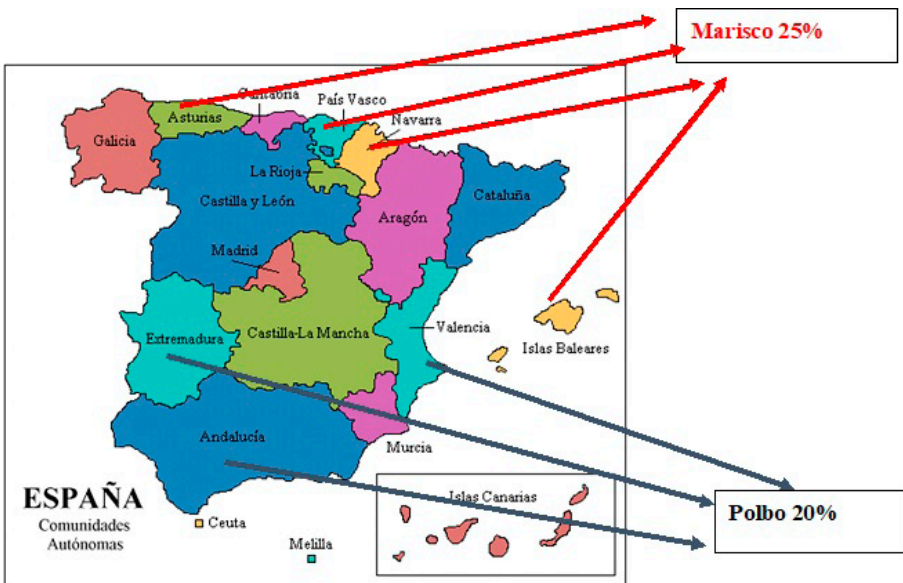 Marisco 25%
Cantabria
País Vasco
Asturias
Navarra
Galicia
La Rioja
Castilla y León
Cataluña
Aragón
Madrid
Extremadura
Castilla-La Mancha
Valencia
Islas Baleares
Andalucía
Murcia
ESPAÑA
Comunidades
Autónomas
Ceuta
Melilla
Islas Canarias
Polbo 20%